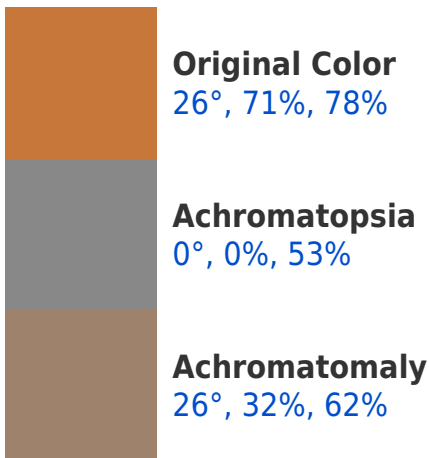 Original Color
26°, 71%, 78%
Achromatopsia
0°, 0%, 53%
Achromatomaly
26°, 32%, 62%